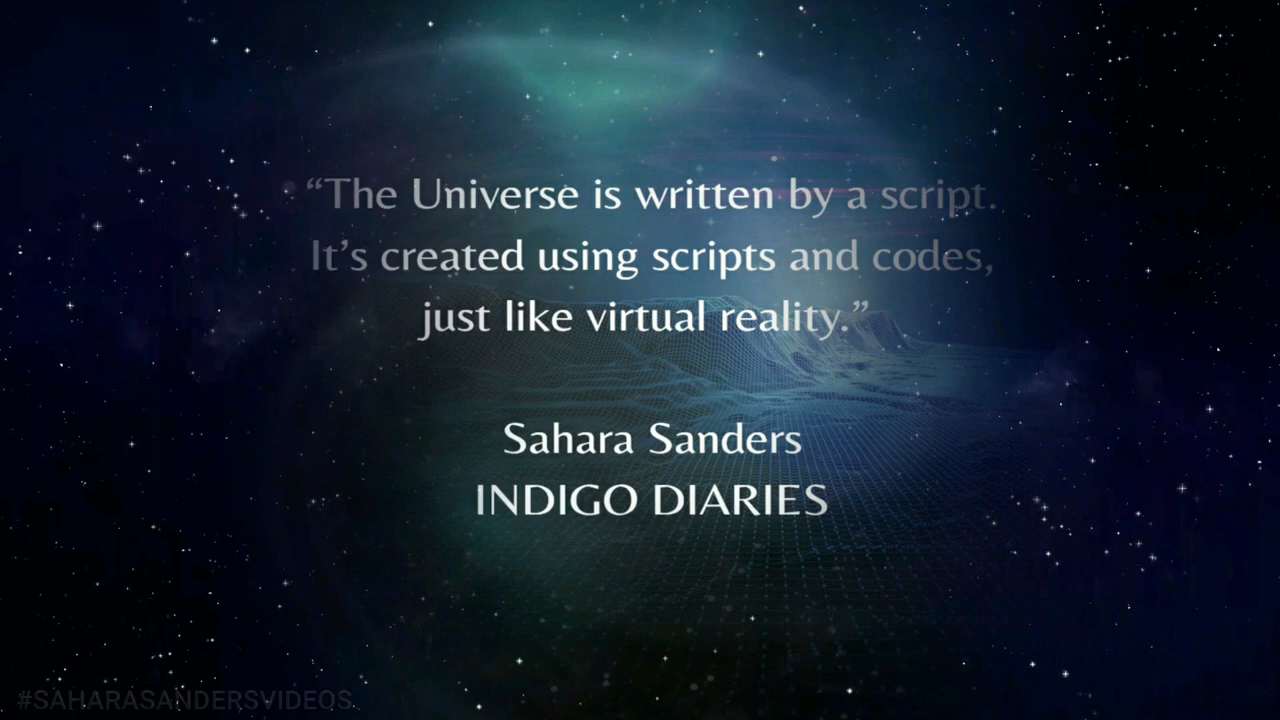 “The Universe is written by a script.
It’s created using scripts and codes,
just like virtual reality.”
Sahara Sanders
INDIGO DIARIES
#SAHARASANDERSVIDEOS